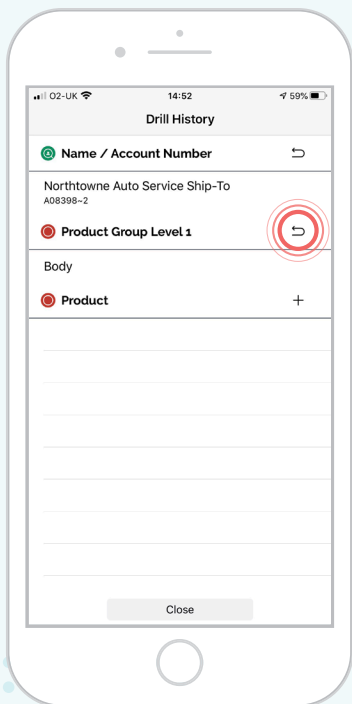 O2-UK 14:52 59%
Drill History
Name / Account Number
Northtowne Auto Service Ship-To
A08398~2
Product Group Level 1
Body
Product +
Close